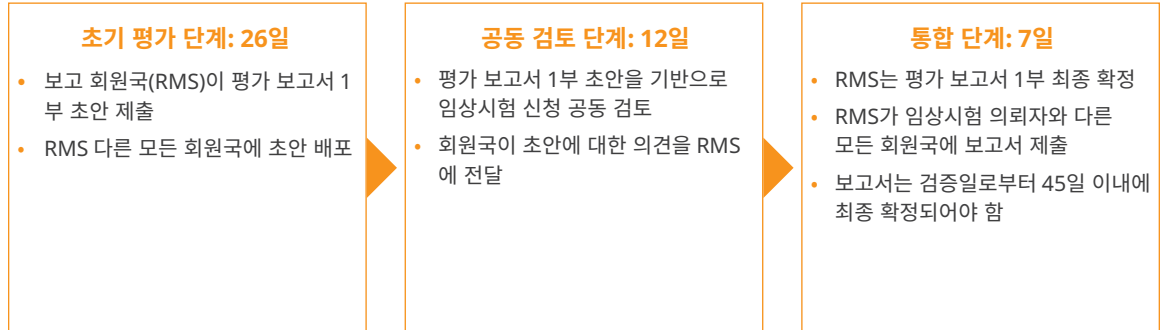 초기 평가 단계: 26일
• 보고 회원국(RMS)이 평가 보고서 1
부 초안 제출
• RMS 다른 모든 회원국에 초안 배포
공동 검토 단계: 12일
• 평가 보고서 1부 초안을 기반으로
임상시험 신청 공동 검토
• 회원국이 초안에 대한 의견을 RMS
에 전달
통합 단계: 7일
• RMS는 평가 보고서 1부 최종 확정
• RMS가 임상시험 의뢰자와 다른
모든 회원국에 보고서 제출
• 보고서는 검증일로부터 45일 이내에
최종 확정되어야 함